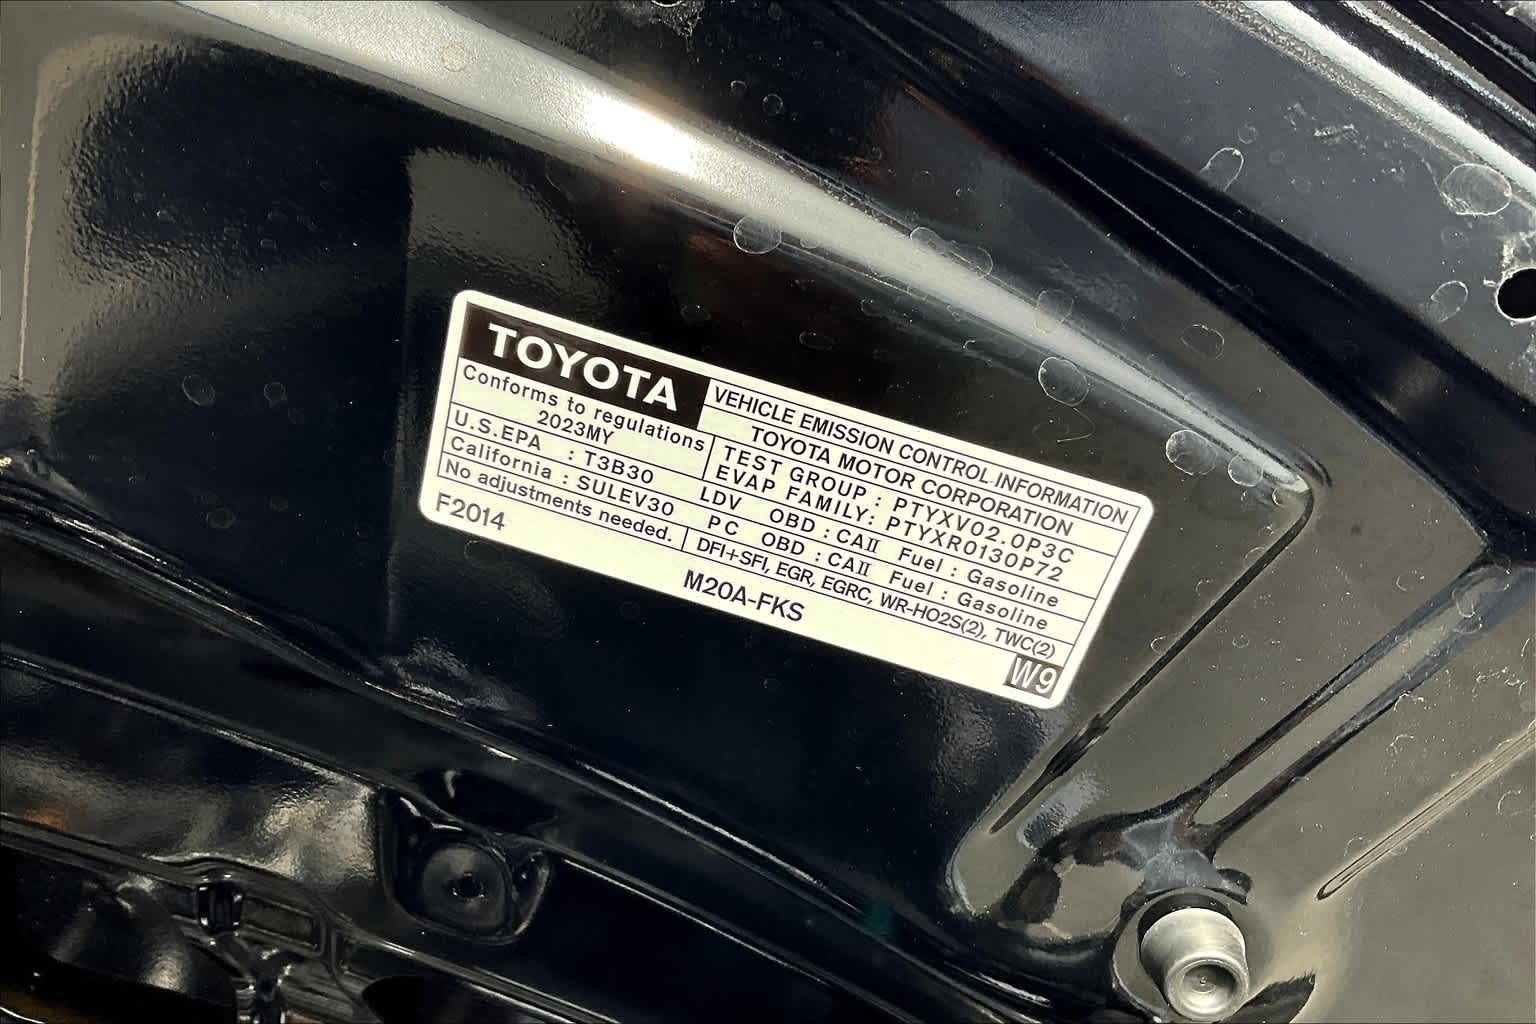 TOYOTA
VEHICLE EMISSION CONTROL INFORMATION
TOYOTA MOTOR CORPORATION
Conforms to regulations
2023MY
TEST GROUP : PTYXV02.0P3C
EVAP FAMILY: PTYXR0130P72
U.S.EPA : T3B30 LDV OBD : CAII Fuel : Gasoline
California : SULEV30 PC OBD : CAII Fuel : Gasoline
No adjustments needed. DFI+SFI, EGR, EGRC, WR-HO2S(2), TWC(2)
F2014
M20A-FKS
W9